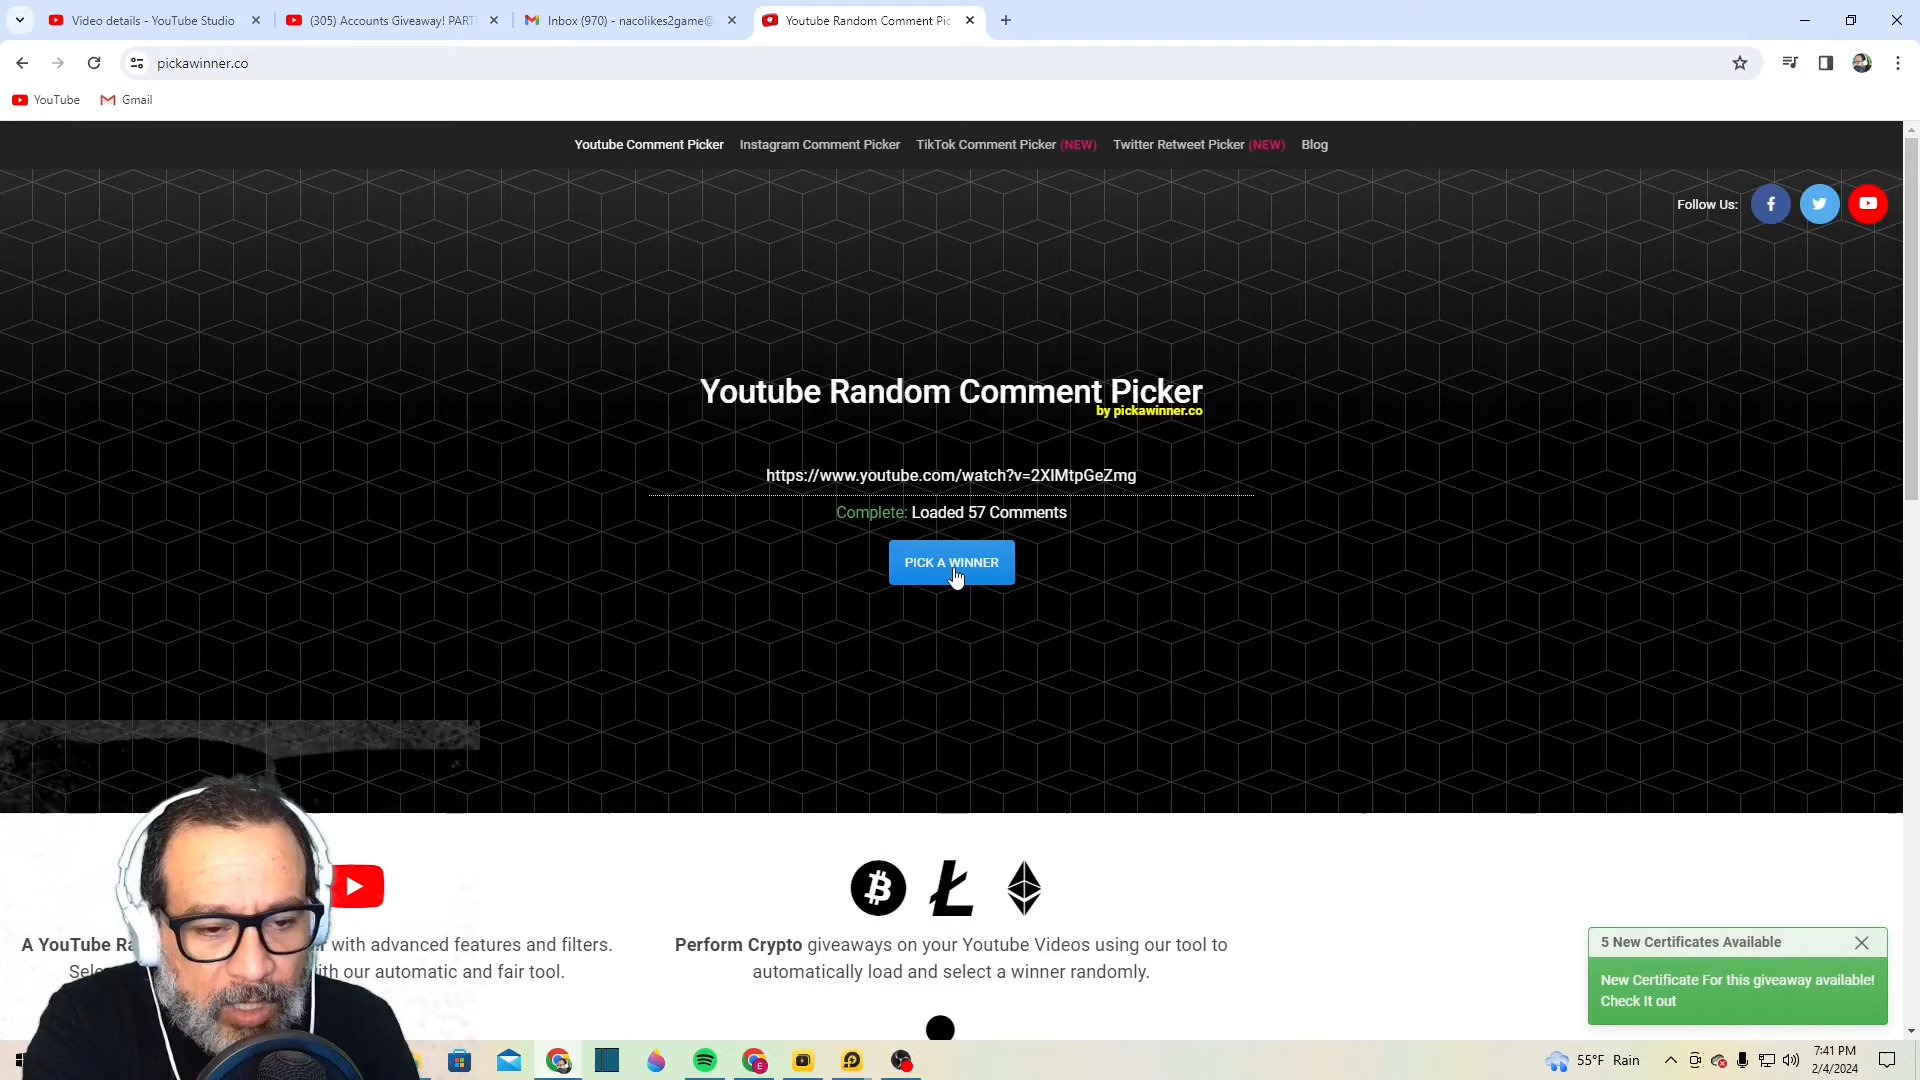 Video details - YouTube Studio
(305) Accounts Giveaway! PART
Inbox (970) - nacolikes2game@
Youtube Random Comment Pic
pickawinner.co
YouTube
Gmail
Youtube Comment Picker
Instagram Comment Picker
TikTok Comment Picker (NEW)
Twitter Retweet Picker (NEW)
Blog
Follow Us:
Youtube Random Comment Picker
by pickawinner.co
https://www.youtube.com/watch?v=2XIMtpGeZmg
Complete: Loaded 57 Comments
PICK A WINNER
A YouTube Ra
with advanced features and filters.
Sele
ith our automatic and fair tool.
Perform Crypto giveaways on your Youtube Videos using our tool to
automatically load and select a winner randomly.
5 New Certificates Available
New Certificate For this giveaway available!
Check It out
55°F Rain
7:41 PM
2/4/2024